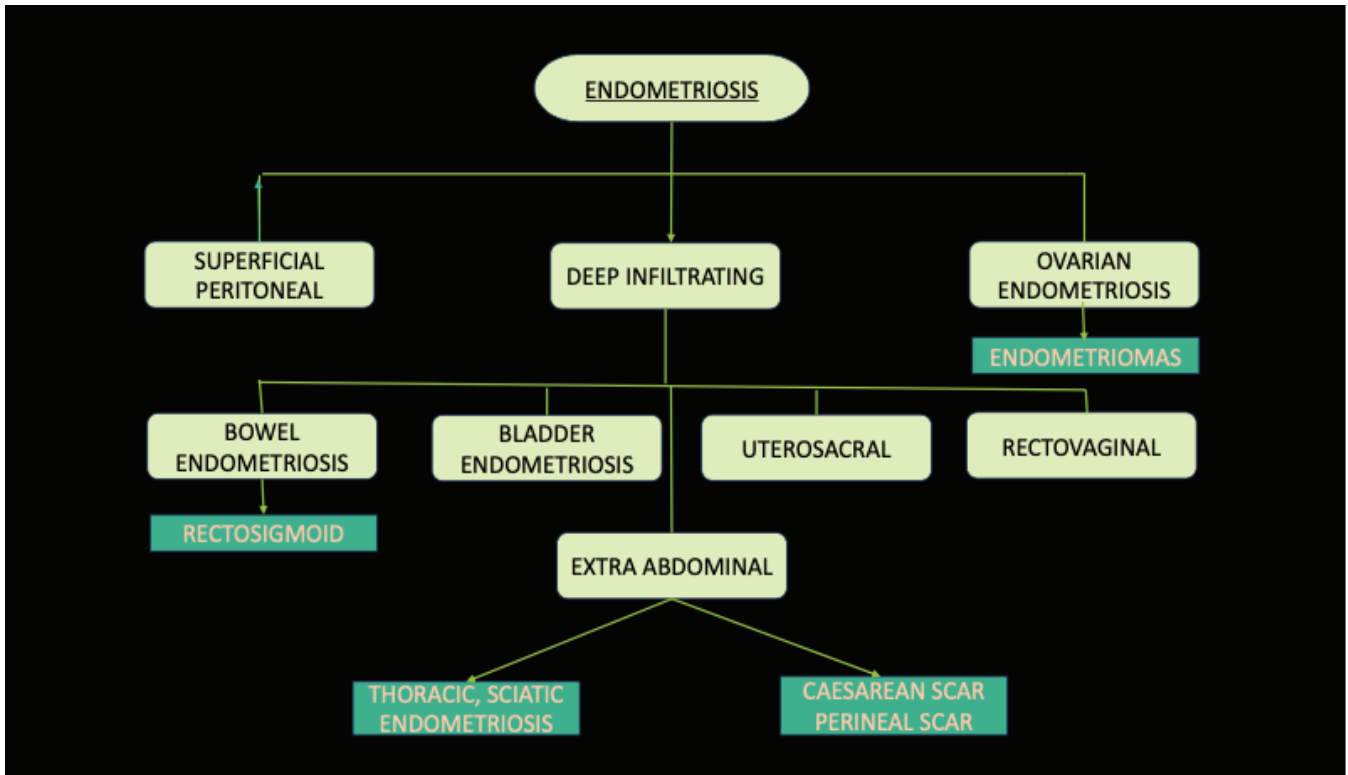 ENDOMETRIOSIS
SUPERFICIAL
PERITONEAL
DEEP INFILTRATING
OVARIAN
ENDOMETRIOSIS
ENDOMETRIOMAS
BOWEL
ENDOMETRIOSIS
BLADDER
ENDOMETRIOSIS
UTEROSACRAL
RECTOVAGINAL
RECTOSIGMOID
EXTRA ABDOMINAL
THORACIC, SCIATIC
ENDOMETRIOSIS
CAESAREAN SCAR
PERINEAL SCAR